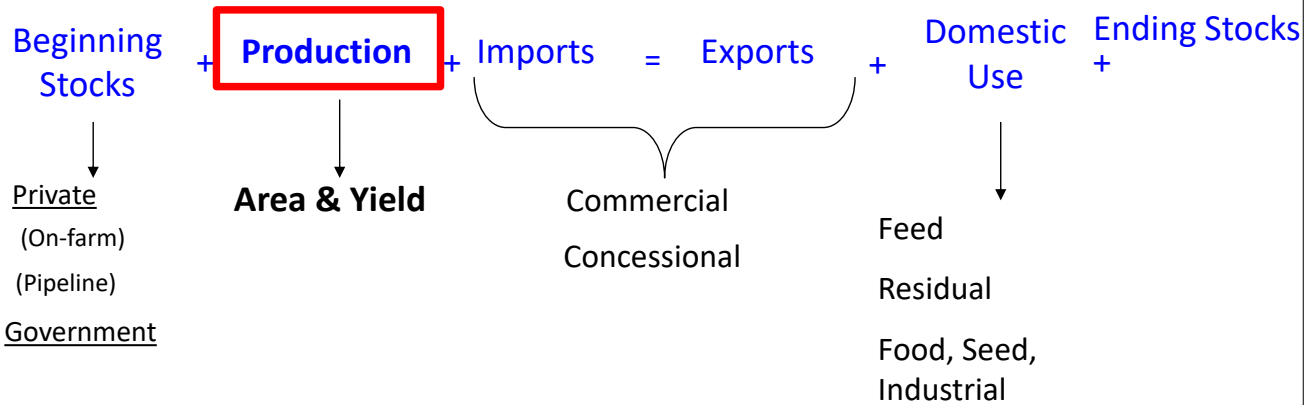 Beginning
Stocks
+
Production
+
Imports
=
Exports
+
Domestic
Use
+
Ending Stocks
Private
(On-farm)
(Pipeline)
Government
Area & Yield
Commercial
Concessional
Feed
Residual
Food, Seed,
Industrial